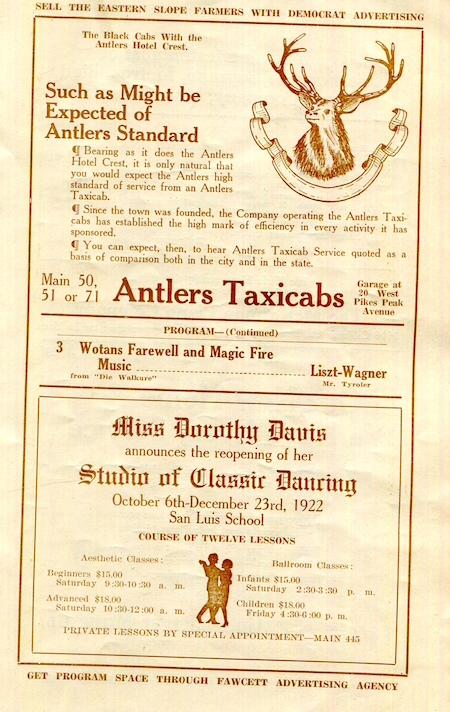 SELL THE EASTERN SLOPE FARMERS WITH DEMOCRAT ADVERTISING
The Black Cabs With the
Antlers Hotel Crest.
Such as Might be
Expected of
Antlers Standard
¶ Bearing as it does the Antlers
Hotel Crest, it is only natural that
you would expect the Antlers high
standard of service from an Antlers
Taxicab.
¶ Since the town was founded, the Company operating the Antlers Taxi-
cabs has established the high mark of efficiency in every activity it has
sponsored.
¶ You can expect, then, to hear Antlers Taxicab Service quoted as a
basis of comparison both in the city and in the state.
Main 50,
51 or 71
Antlers Taxicabs
Garage at
20 West
Pikes Peak
Avenue
PROGRAM—(Continued)
3 Wotans Farewell and Magic Fire
Music Liszt-Wagner
from "Die Walkure" Mr. Tyroler
Miss Dorothy Davis
announces the reopening of her
Studio of Classic Dancing
October 6th-December 23rd, 1922
San Luis School
COURSE OF TWELVE LESSONS
Aesthetic Classes:
Beginners $15.00
Saturday 9:30-10:30 a. m.
Advanced $18.00
Saturday 10:30-12:00 a. m.
Ballroom Classes:
Infants $15.00
Saturday 2:30-3:30 p. m.
Children $18.00
Friday 4:30-6:00 p. m.
PRIVATE LESSONS BY SPECIAL APPOINTMENT—MAIN 445
GET PROGRAM SPACE THROUGH FAWCETT ADVERTISING AGENCY